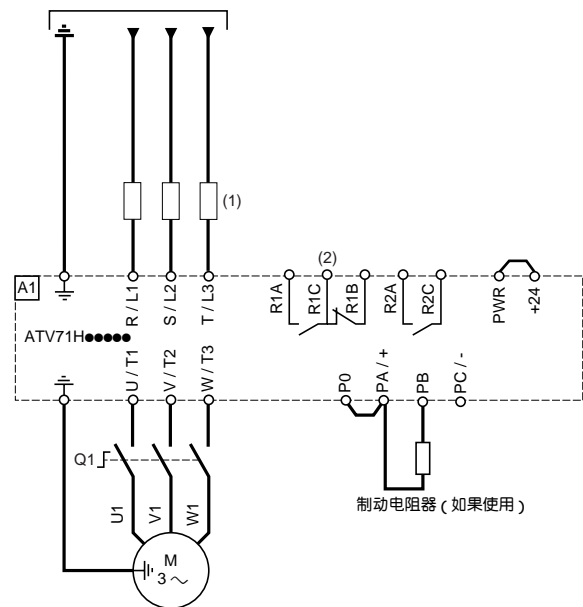 (1)
(2)
A1
R / L1
S / L2
T / L3
R1A
R1C
R1B
R2A
R2C
PWR
+24
ATV71H●●●●●
U / T1
V / T2
W / T3
P0
PA / +
PB
PC / -
Q1
U1
V1
W1
制动电阻器 ( 如果使用 )
M
3 ~